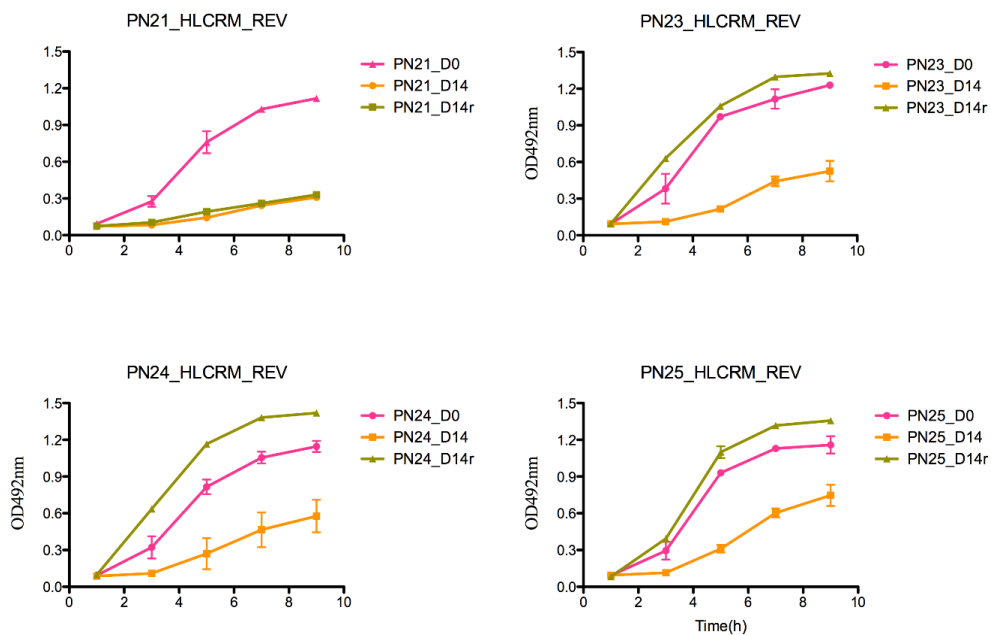 PN21_HLCRM_REV
1.5
1.2
0.9
0.6
0.3
0.0
0 2 4 6 8 10
PN21_D0
PN21_D14
PN21_D14r
PN23_HLCRM_REV
OD492nm
1.5
1.2
0.9
0.6
0.3
0.0
0 2 4 6 8 10
PN23_D0
PN23_D14
PN23_D14r
PN24_HLCRM_REV
OD492nm
1.5
1.2
0.9
0.6
0.3
0.0
0 2 4 6 8 10
PN24_D0
PN24_D14
PN24_D14r
PN25_HLCRM_REV
OD492nm
1.5
1.2
0.9
0.6
0.3
0.0
0 2 4 6 8 10
Time(h)
PN25_D0
PN25_D14
PN25_D14r